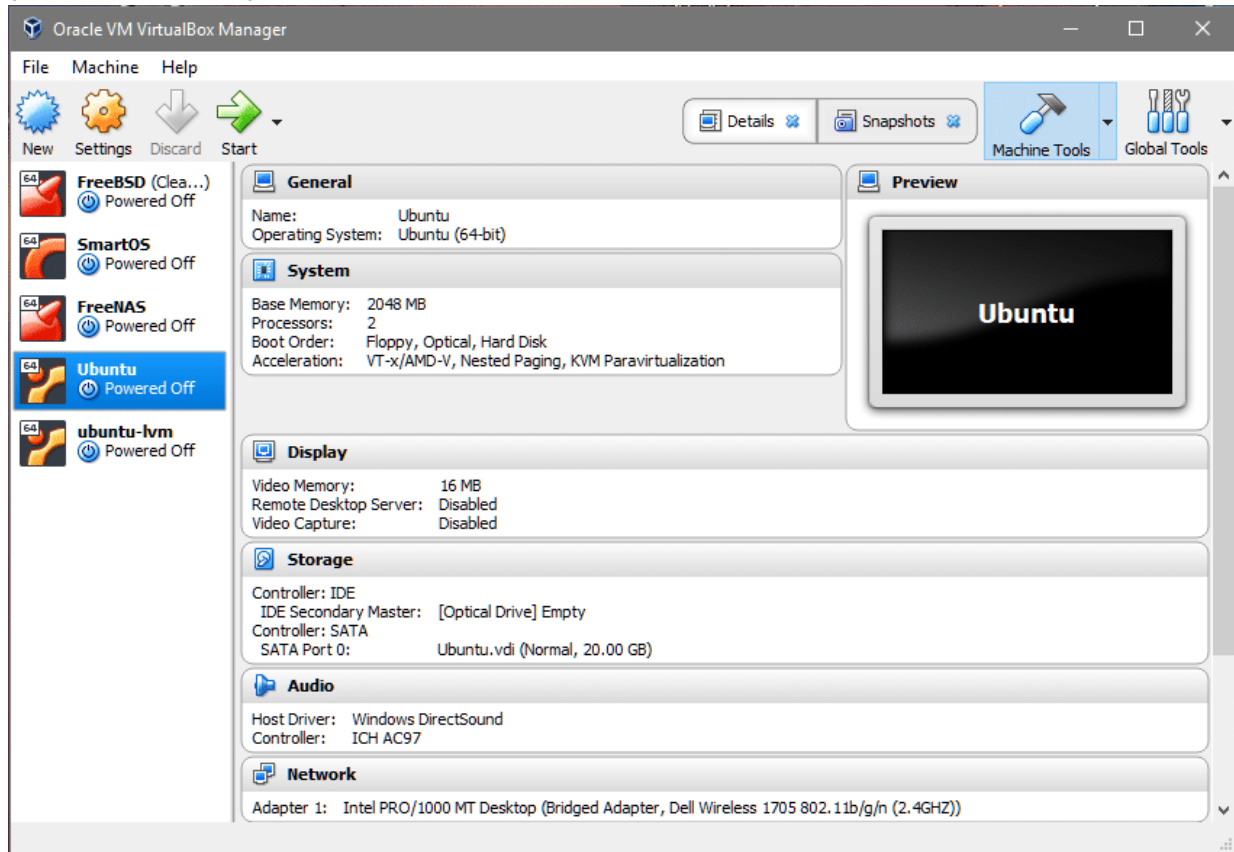 Oracle VM VirtualBox Manager
File Machine Help
New Settings Discard Start
Details Snapshots
Machine Tools Global Tools
64 FreeBSD (Clea...)
Powered Off
64 SmartOS
Powered Off
64 FreeNAS
Powered Off
64 Ubuntu
Powered Off
64 ubuntu-lvm
Powered Off
General
Name: Ubuntu
Operating System: Ubuntu (64-bit)
System
Base Memory: 2048 MB
Processors: 2
Boot Order: Floppy, Optical, Hard Disk
Acceleration: VT-x/AMD-V, Nested Paging, KVM Paravirtualization
Preview
Ubuntu
Display
Video Memory: 16 MB
Remote Desktop Server: Disabled
Video Capture: Disabled
Storage
Controller: IDE
IDE Secondary Master: [Optical Drive] Empty
Controller: SATA
SATA Port 0: Ubuntu.vdi (Normal, 20.00 GB)
Audio
Host Driver: Windows DirectSound
Controller: ICH AC97
Network
Adapter 1: Intel PRO/1000 MT Desktop (Bridged Adapter, Dell Wireless 1705 802.11b/g/n (2.4GHZ))